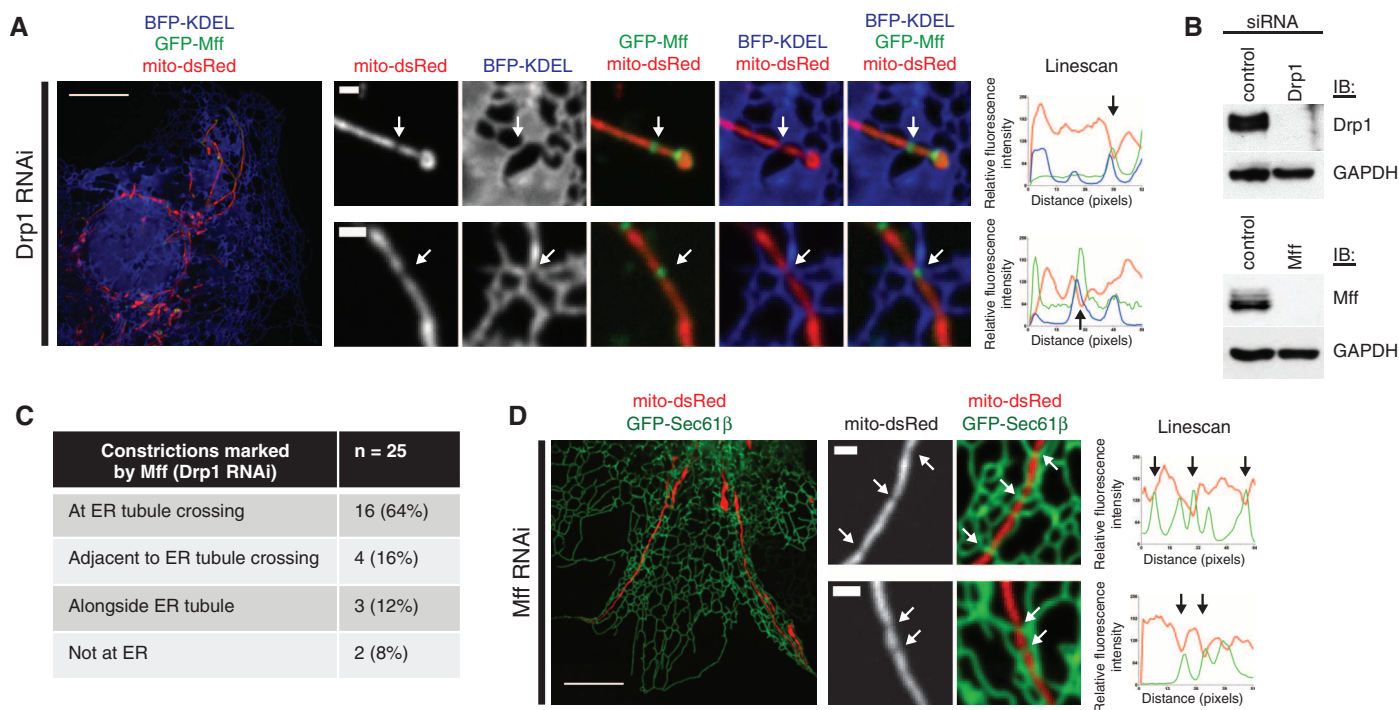 A
BFP-KDEL
GFP-Mff
mito-dsRed
mito-dsRed
BFP-KDEL
GFP-Mff
mito-dsRed
BFP-KDEL
mito-dsRed
BFP-KDEL
GFP-Mff
mito-dsRed
Linescan
Drp1 RNAi
Relative fluorescence
intensity
Distance (pixels)
Relative fluorescence
intensity
Distance (pixels)
B
siRNA
control
Drp1
IB:
Drp1
GAPDH
control
Mff
IB:
Mff
GAPDH
C
Constrictions marked
by Mff (Drp1 RNAi)
n = 25
At ER tubule crossing
16 (64%)
Adjacent to ER tubule crossing
4 (16%)
Alongside ER tubule
3 (12%)
Not at ER
2 (8%)
D
mito-dsRed
GFP-Sec61β
mito-dsRed
mito-dsRed
GFP-Sec61β
Linescan
Mff RNAi
Relative fluorescence
intensity
Distance (pixels)
Relative fluorescence
intensity
Distance (pixels)